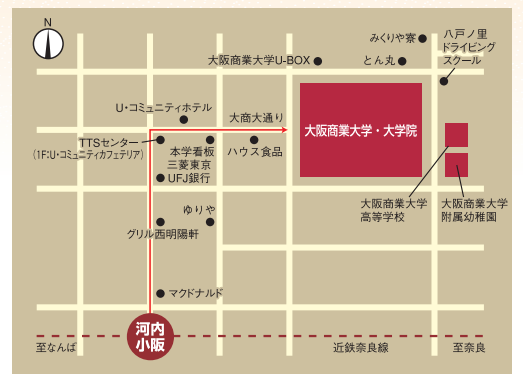 N
みくりや寮
八戸ノ里
ドライビング
スクール
大阪商業大学U-BOX
とん丸
U・コミュニティホテル
大商大通り
大阪商業大学・大学院
TTSセンター
(1F:U・コミュニティカフェテリア)
本学看板
三菱東京
UFJ銀行
ハウス食品
大阪商業大学
高等学校
大阪商業大学
附属幼稚園
ゆりや
グリル西明陽軒
マクドナルド
河内
小阪
至なんば
近鉄奈良線
至奈良